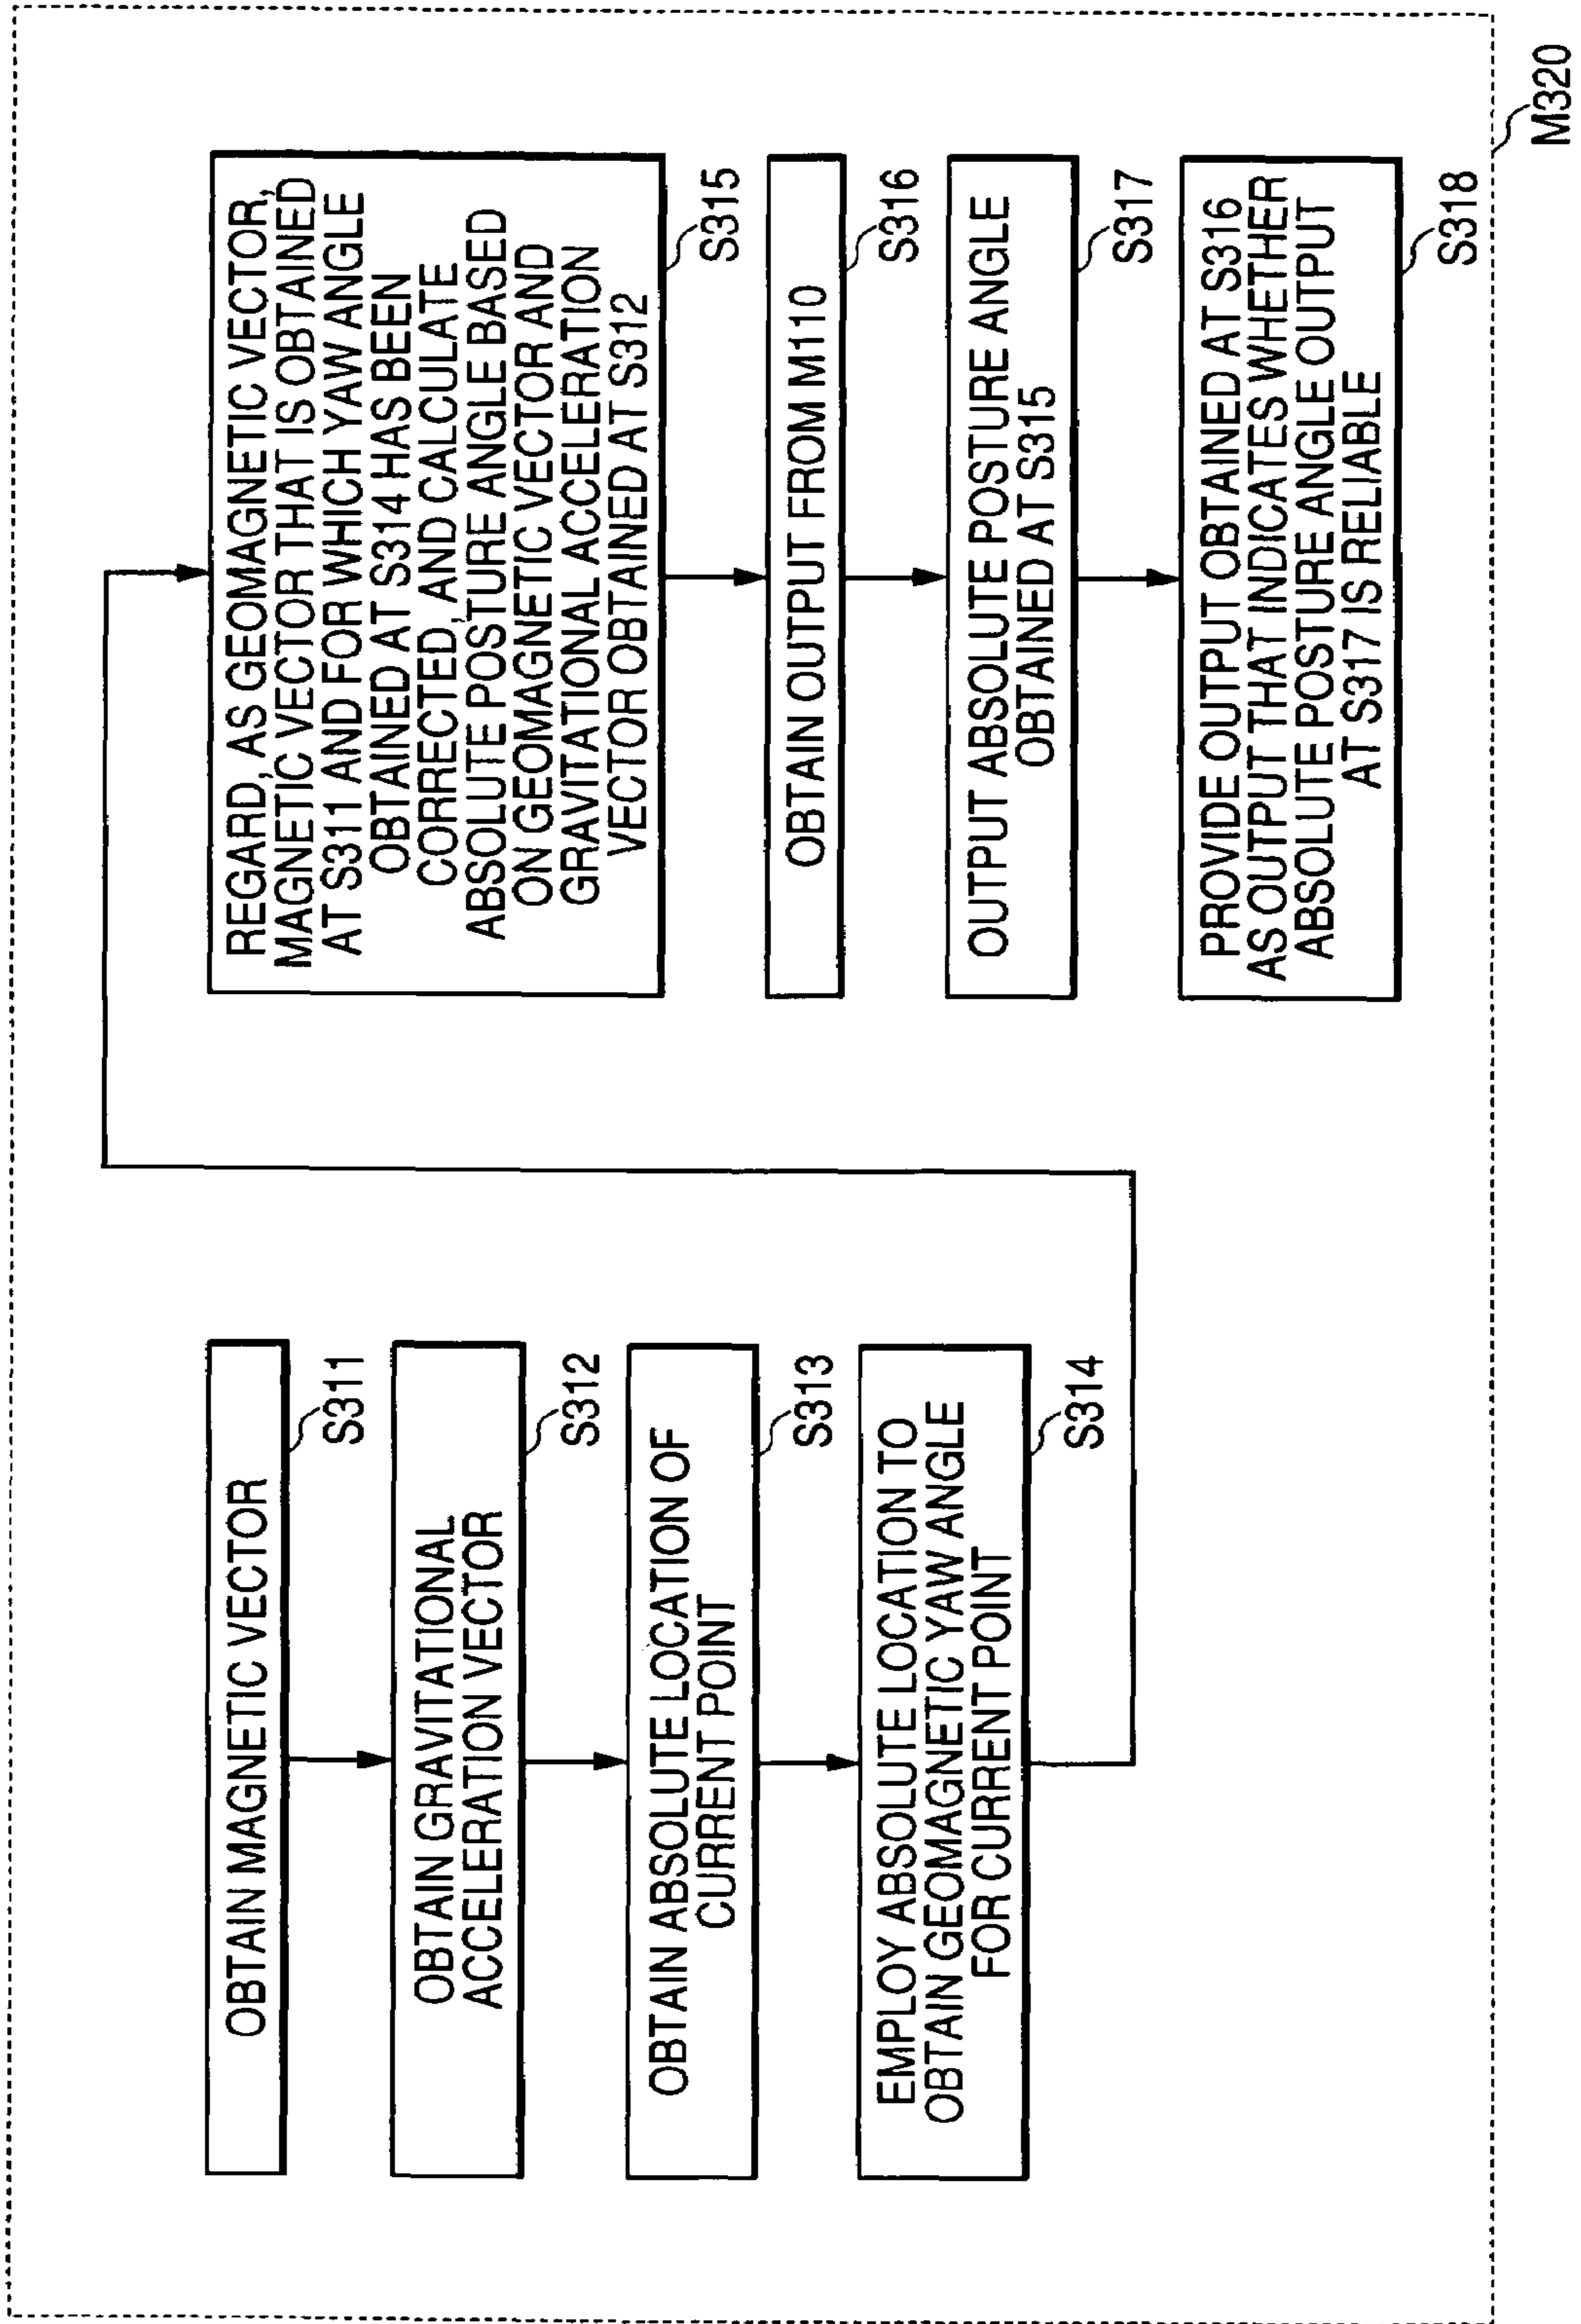 OBTAIN MAGNETIC VECTOR
S311
OBTAIN GRAVITATIONAL
ACCELERATION VECTOR
S312
OBTAIN ABSOLUTE LOCATION OF
CURRENT POINT
S313
EMPLOY ABSOLUTE LOCATION TO
OBTAIN GEOMAGNETIC YAW ANGLE
FOR CURRENT POINT
S314
REGARD, AS GEOMAGNETIC VECTOR,
MAGNETIC VECTOR THAT IS OBTAINED
AT S311 AND FOR WHICH YAW ANGLE
OBTAINED AT S314 HAS BEEN
CORRECTED, AND CALCULATE
ABSOLUTE POSTURE ANGLE BASED
ON GEOMAGNETIC VECTOR AND
GRAVITATIONAL ACCELERATION
VECTOR OBTAINED AT S312
S315
OBTAIN OUTPUT FROM M110
S316
OUTPUT ABSOLUTE POSTURE ANGLE
OBTAINED AT S315
S317
PROVIDE OUTPUT OBTAINED AT S316
AS OUTPUT THAT INDICATES WHETHER
ABSOLUTE POSTURE ANGLE OUTPUT
AT S317 IS RELIABLE
S318
M320